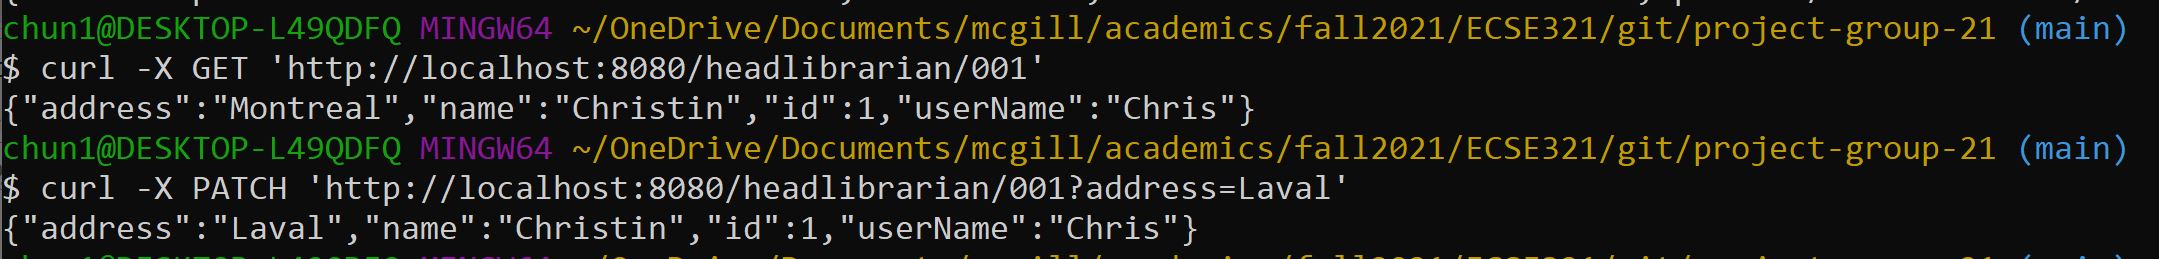 chun1@DESKTOP-L49QDFQ MINGW64 ~/OneDrive/Documents/mcgill/academics/fall2021/ECSE321/git/project-group-21 (main)
$ curl -X GET 'http://localhost:8080/headlibrarian/001'
{"address":"Montreal","name":"Christin","id":1,"userName":"Chris"}
chun1@DESKTOP-L49QDFQ MINGW64 ~/OneDrive/Documents/mcgill/academics/fall2021/ECSE321/git/project-group-21 (main)
$ curl -X PATCH 'http://localhost:8080/headlibrarian/001?address=Laval'
{"address":"Laval","name":"Christin","id":1,"userName":"Chris"}